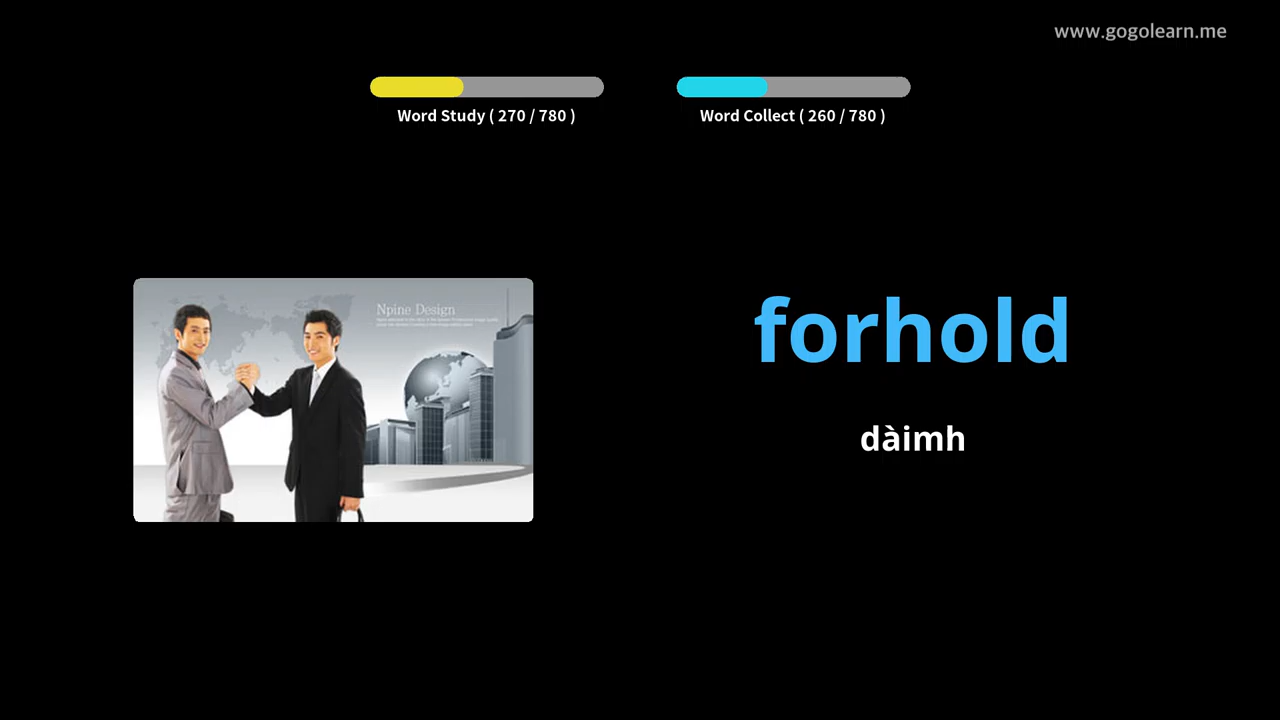 www.gogolearn.me
Word Study ( 270 / 780 )
Word Collect ( 260 / 780 )
Npine Design
forhold
dàimh